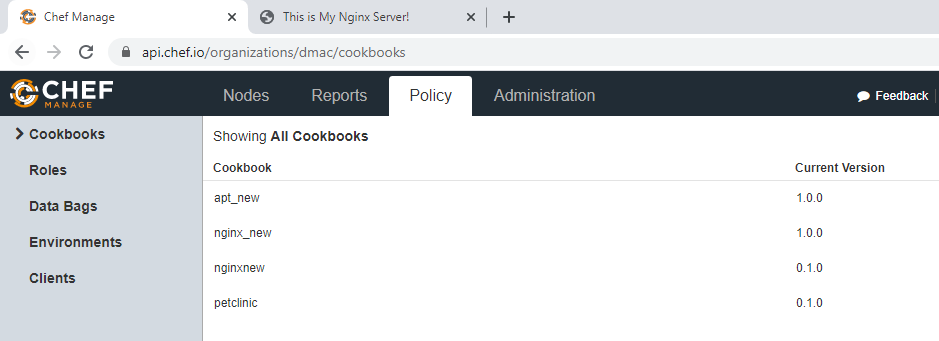 Chef Manage This is My Nginx Server!
api.chef.io/organizations/dmac/cookbooks
CHEF
MANAGE
Nodes Reports Policy Administration Feedback
Cookbooks
Roles
Data Bags
Environments
Clients
Showing All Cookbooks
Cookbook Current Version
apt_new 1.0.0
nginx_new 1.0.0
nginxnew 0.1.0
petclinic 0.1.0